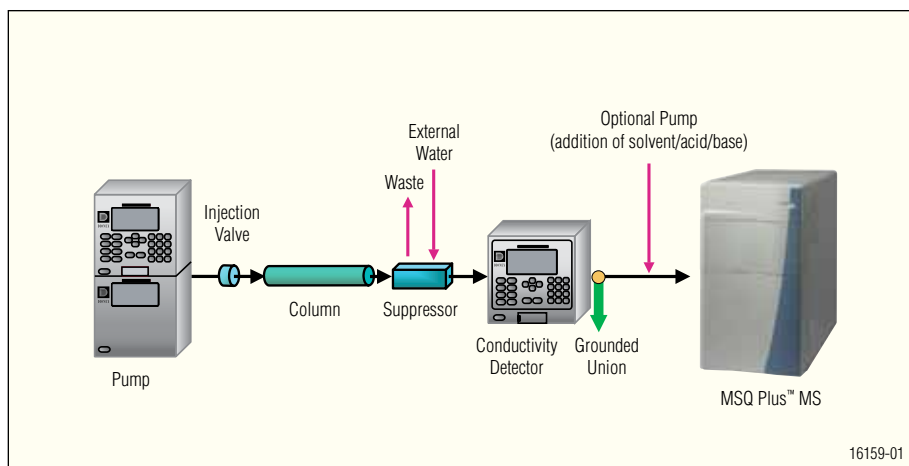 Optional Pump
(addition of solvent/acid/base)
External
Water
Waste
Injection
Valve
Column
Suppressor
Conductivity
Detector
Grounded
Union
Pump
MSQ Plus™ MS
16159-01